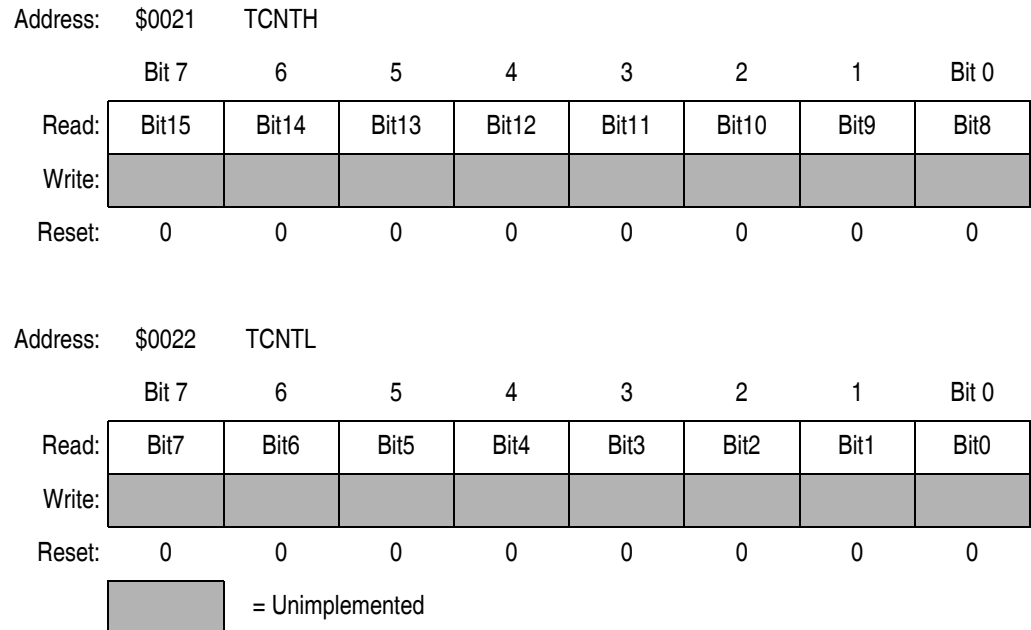 Address: $0021 TCNTH
Bit 7 6 5 4 3 2 1 Bit 0
Read: Bit15 Bit14 Bit13 Bit12 Bit11 Bit10 Bit9 Bit8
Write:
Reset: 0 0 0 0 0 0 0 0
Address: $0022 TCNTL
Bit 7 6 5 4 3 2 1 Bit 0
Read: Bit7 Bit6 Bit5 Bit4 Bit3 Bit2 Bit1 Bit0
Write:
Reset: 0 0 0 0 0 0 0 0
= Unimplemented